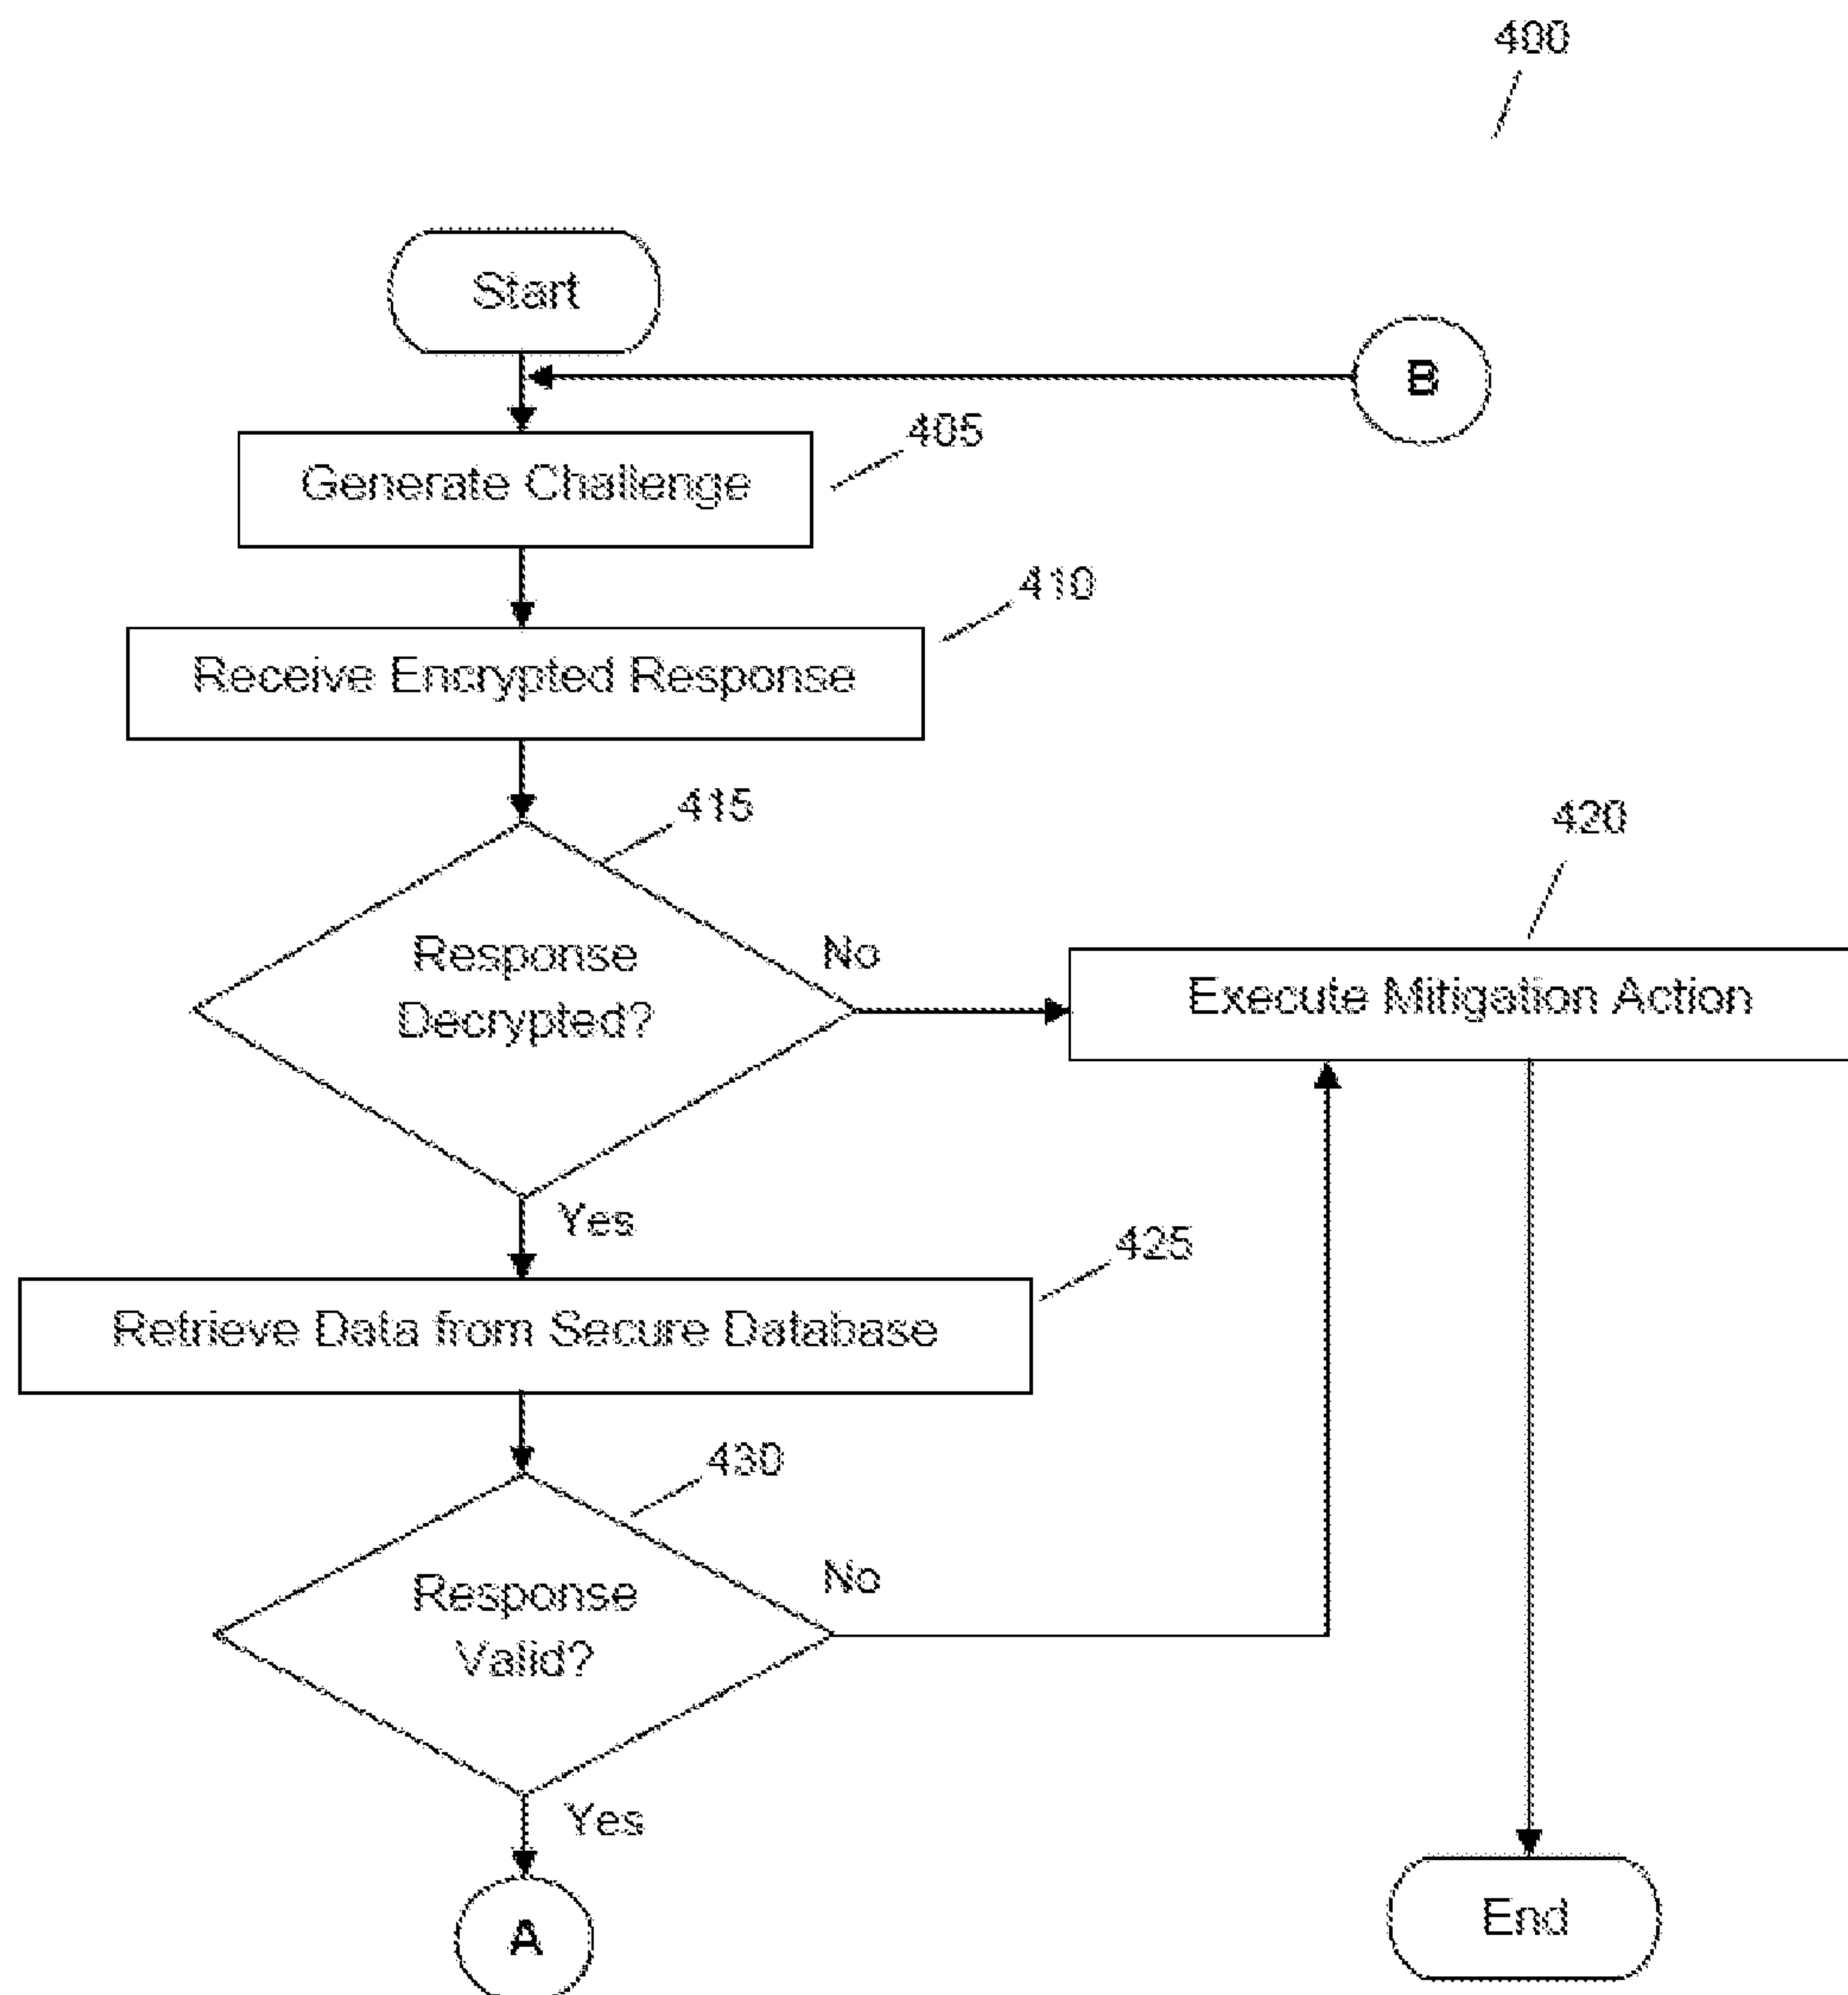 400
Start
B
405
Generate Challenge
410
Receive Encrypted Response
415
420
Response
Decrypted?
No
Execute Mitigation Action
Yes
425
Retrieve Data from Secure Database
430
Response
Valid?
No
Yes
A
End